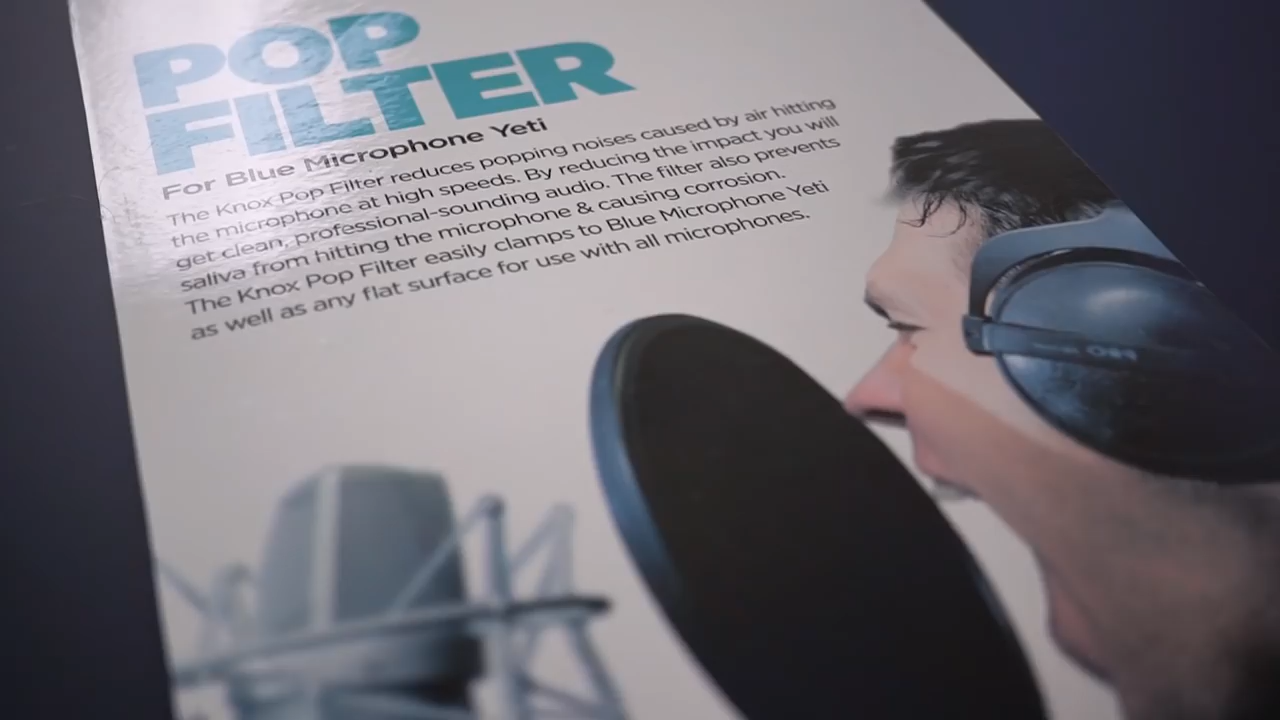 POP
FILTER
For Blue Microphone Yeti
The Knox Pop Filter reduces popping noises caused by air hitting
the microphone at high speeds. By reducing the impact you will
get clean, professional-sounding audio. The filter also prevents
saliva from hitting the microphone & causing corrosion.
The Knox Pop Filter easily clamps to Blue Microphone Yeti
as well as any flat surface for use with all microphones.